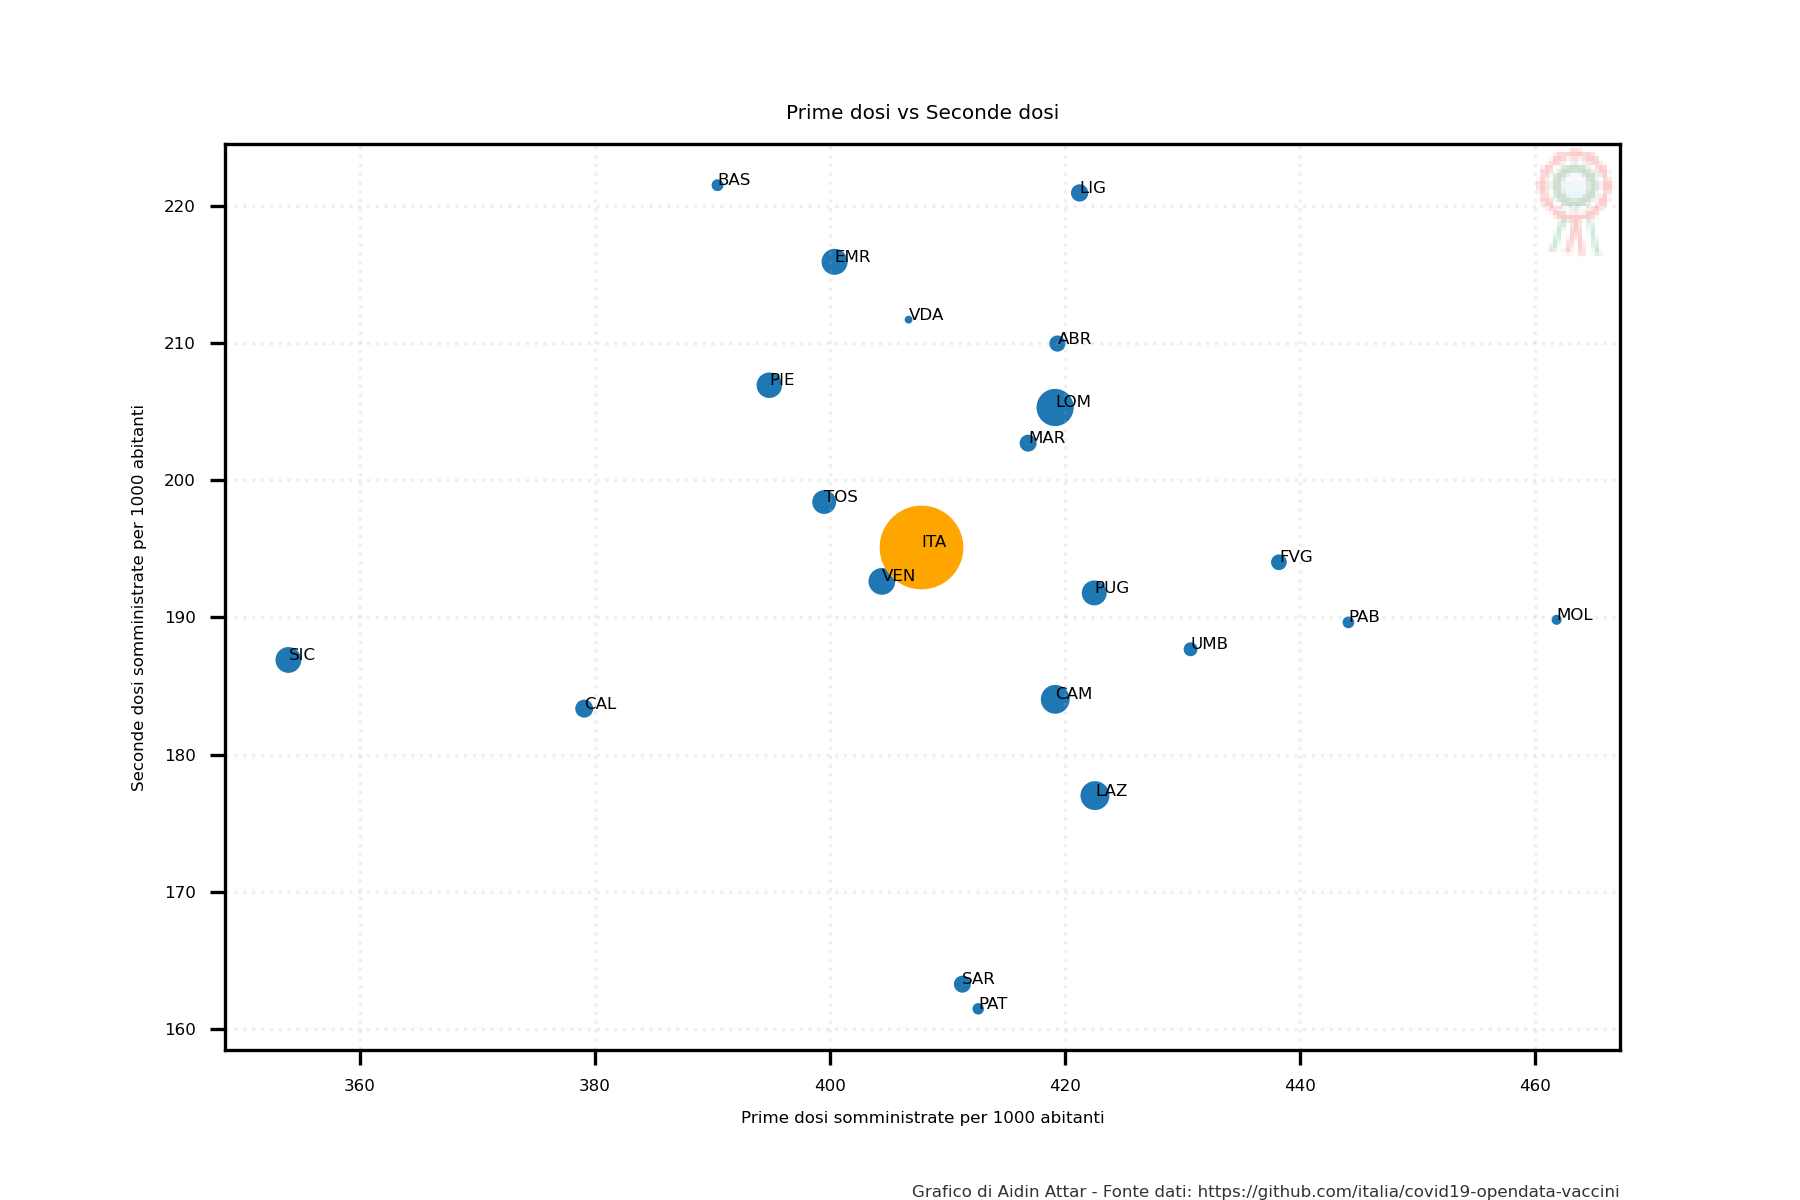 Prime dosi vs Seconde dosi
BAS
LIG
220
EMR
VDA
ABR
210
PIE
LOM
MAR
200
TOS
ITA
FVG
VEN
PUG
MOL
PAB
190
UMB
SIC
CAM
CAL
180
LAZ
170
SAR
PAT
160
Seconde dosi somministrate per 1000 abitanti
360 380 400 420 440 460
Prime dosi somministrate per 1000 abitanti
Grafico di Aidin Attar - Fonte dati: https://github.com/italia/covid19-opendata-vaccini